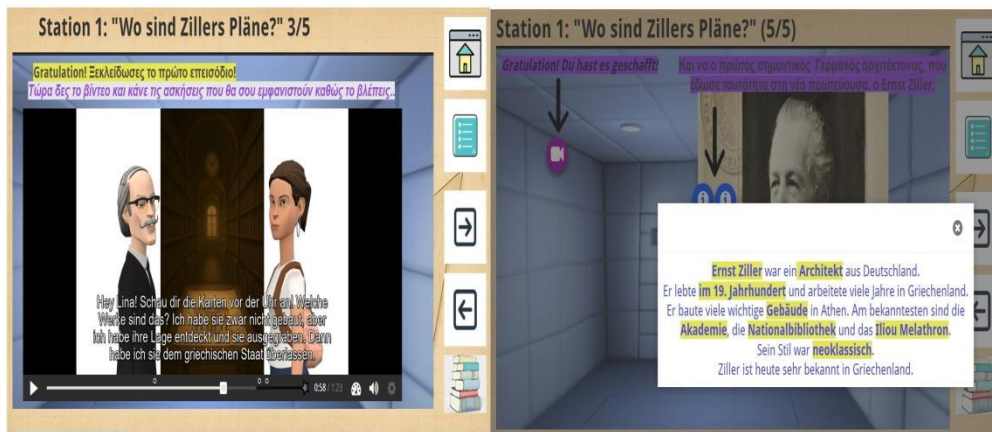 Station 1: "Wo sind Zillers Pläne?" 3/5
Gratulation! Ξεκλείδωσες το πρώτο επεισόδιο!
Τώρα δες το βίντεο και κάνε τις ασκήσεις που θα σου εμφανιστούν καθώς το βλέπεις..
Hey Lina! Schau dir die Karten vor der Uhr an! Welche
Werke sind das? Ich habe sie zwar nicht gebaut, aber
ich habe ihre Lage entdeckt und sie ausgegraben. Dann
habe ich sie dem griechischen Staat überlassen.
0:58 / 1:23
Station 1: "Wo sind Zillers Pläne?" (5/5)
Gratulation! Du hast es geschafft!
Και να ο πρώτος σημαντικός Γερμανός αρχιτέκτονας, που
έδωσε ταυτότητα στη νέα πρωτεύουσα, ο Ernst Ziller.
Ernst Ziller war ein Architekt aus Deutschland.
Er lebte im 19. Jahrhundert und arbeitete viele Jahre in Griechenland.
Er baute viele wichtige Gebäude in Athen. Am bekanntesten sind die
Akademie, die Nationalbibliothek und das Iliou Melathron.
Sein Stil war neoklassisch.
Ziller ist heute sehr bekannt in Griechenland.